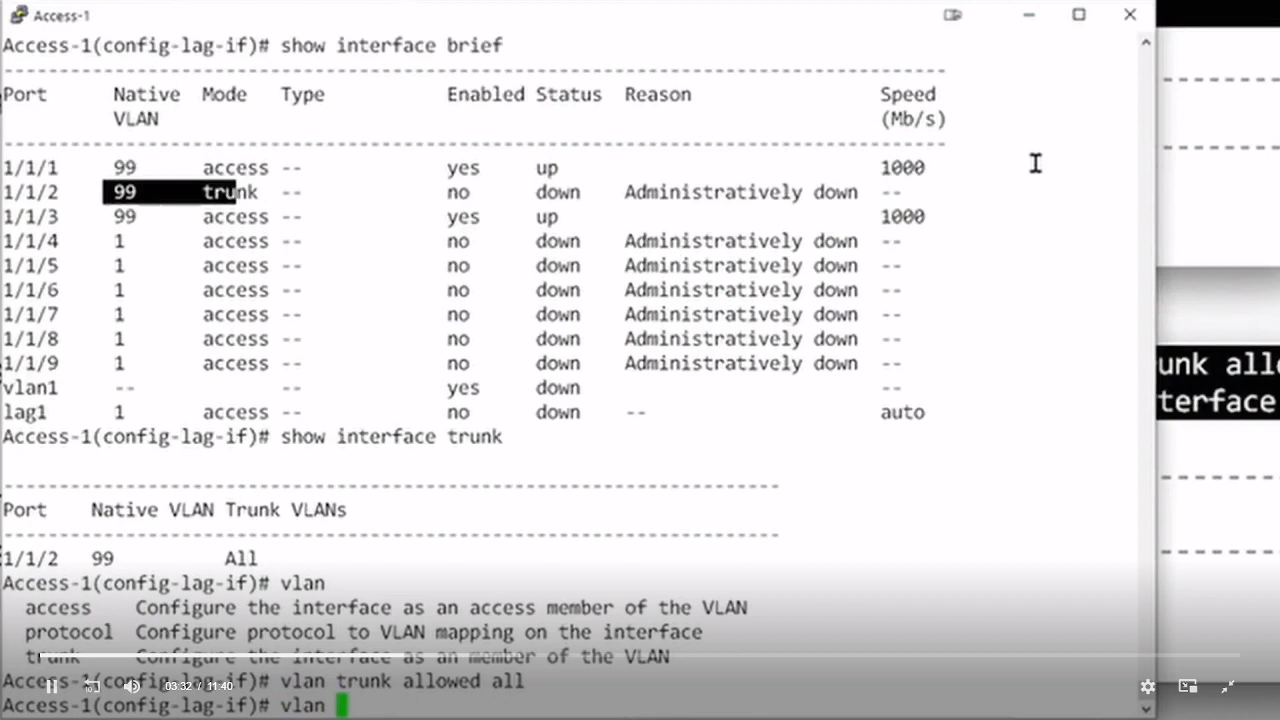 Access-1
Access-1(config-lag-if)# show interface brief
--------------------------------------------------------------------------------------
Port Native Mode Type Enabled Status Reason Speed
VLAN (Mb/s)
--------------------------------------------------------------------------------------
1/1/1 99 access -- yes up 1000
1/1/2 99 trunk -- no down Administratively down --
1/1/3 99 access -- yes up 1000
1/1/4 1 access -- no down Administratively down --
1/1/5 1 access -- no down Administratively down --
1/1/6 1 access -- no down Administratively down --
1/1/7 1 access -- no down Administratively down --
1/1/8 1 access -- no down Administratively down --
1/1/9 1 access -- no down Administratively down --
vlan1 -- -- yes down --
lag1 1 access -- no down -- auto
Access-1(config-lag-if)# show interface trunk
-----------------------------------------------------------------------
Port Native VLAN Trunk VLANs
-----------------------------------------------------------------------
1/1/2 99 All
Access-1(config-lag-if)# vlan
access Configure the interface as an access member of the VLAN
protocol Configure protocol to VLAN mapping on the interface
trunk Configure the interface as an member of the VLAN
Access-1(config-lag-if)# vlan trunk allowed all
Access-1(config-lag-if)# vlan
03:32 / 11:40
10
unk allo
terface